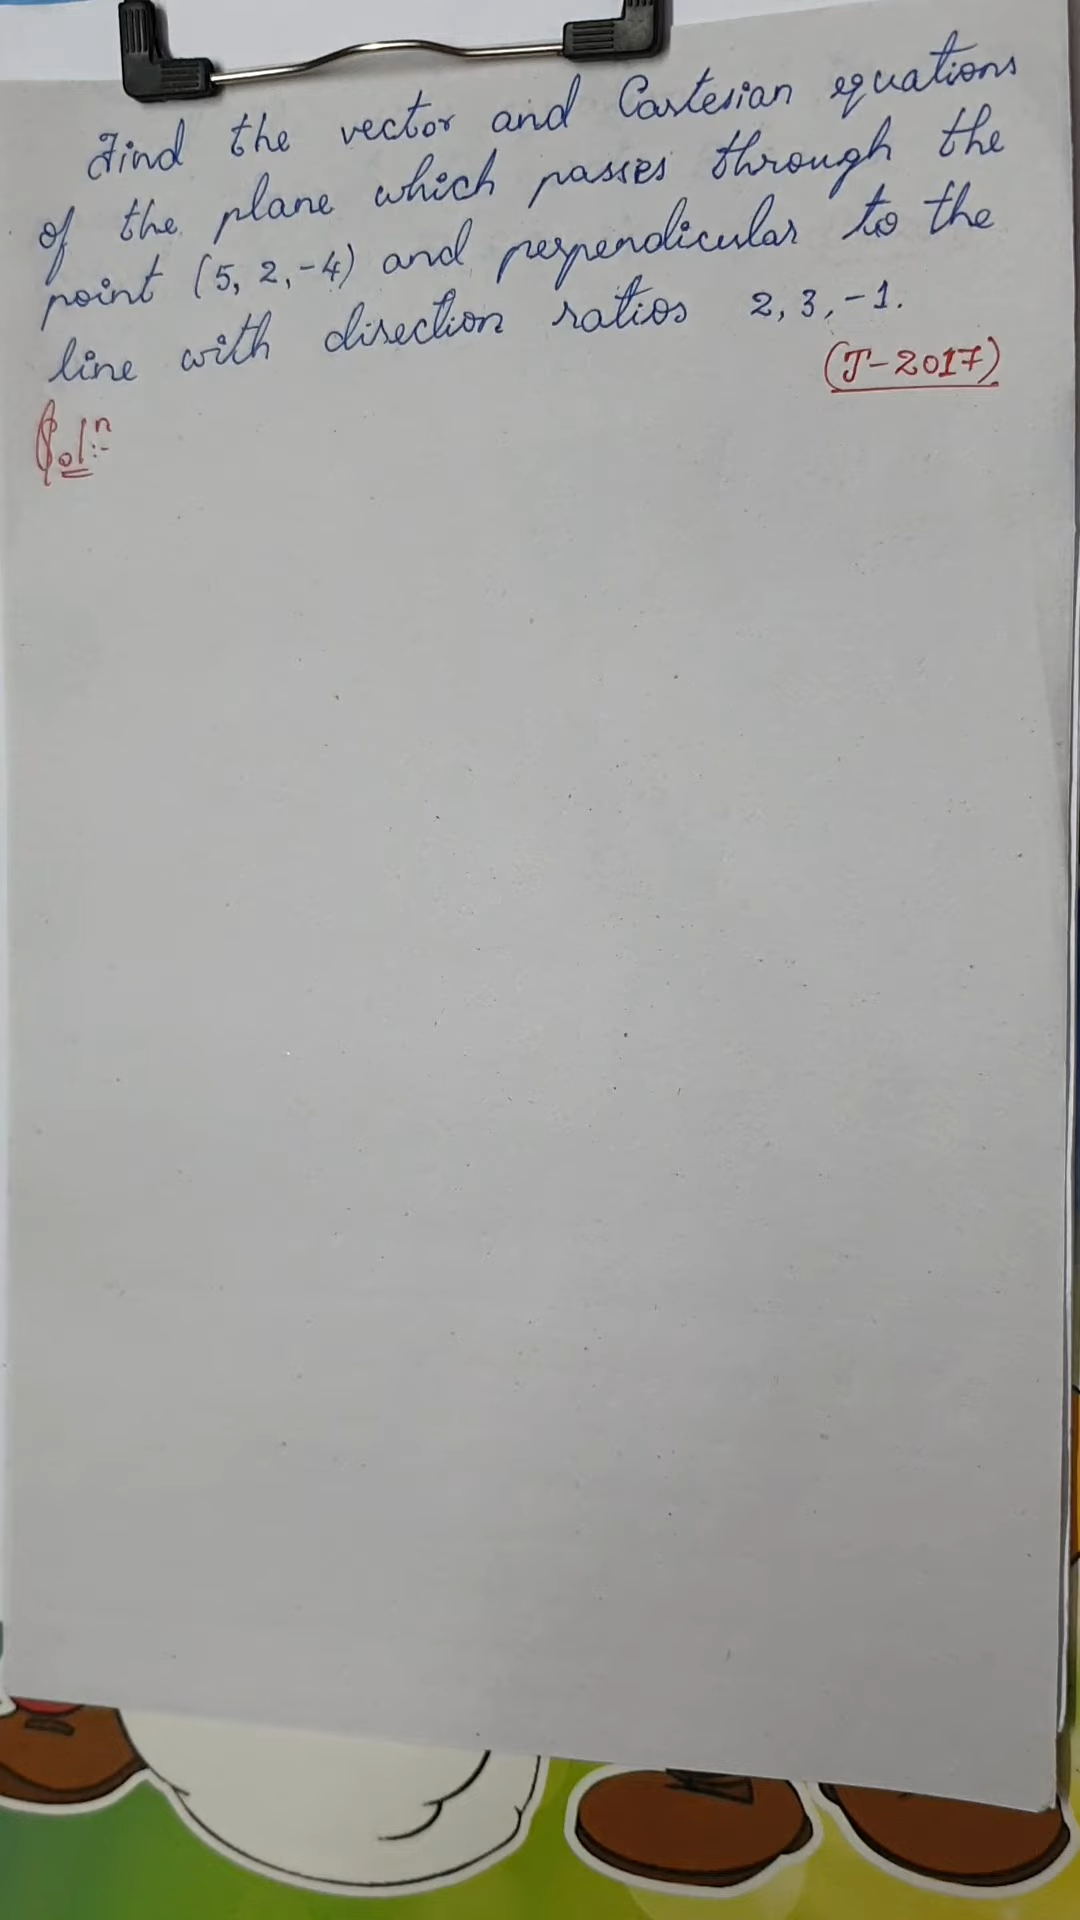 Find the vector and Cartesian equations
of the plane which passes through the
point (5, 2, -4) and perpendicular to the
line with direction ratios 2, 3, -1.
(J-2017)
Solⁿ:-